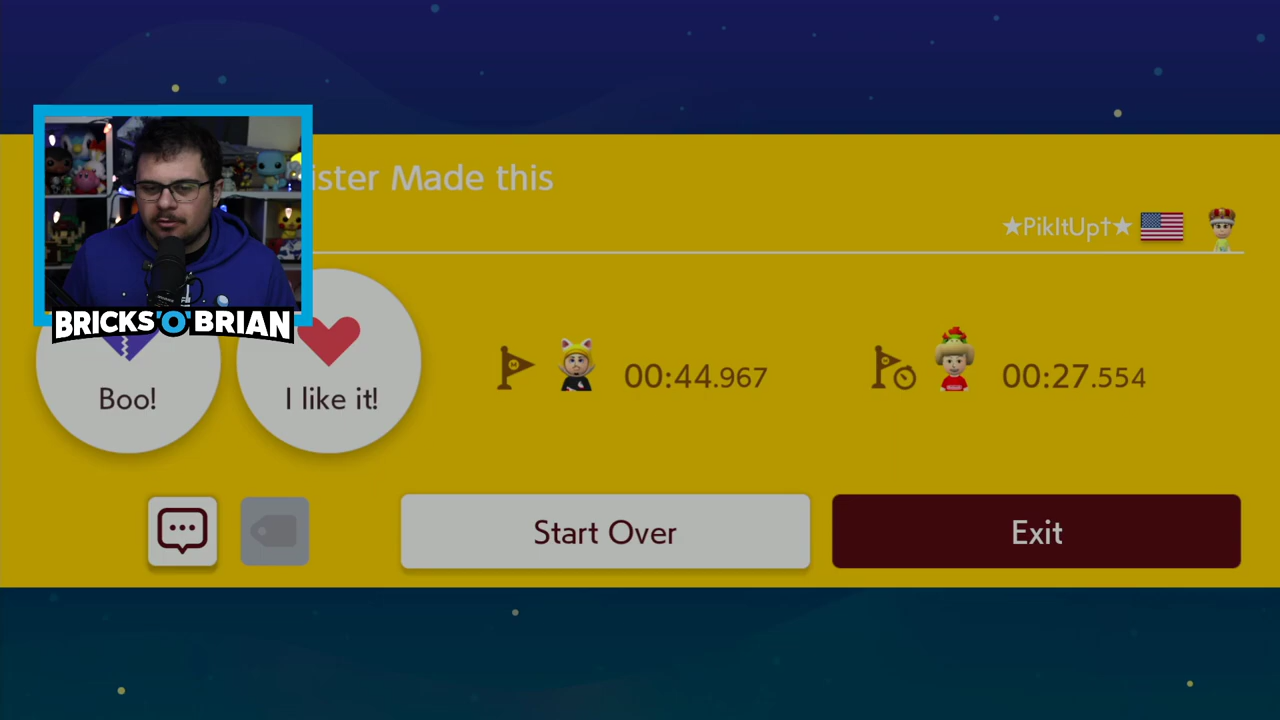 ister Made this
★PikItUp†★
BRICKS'O'BRIAN
Boo!
I like it!
00:44.967
00:27.554
Start Over
Exit